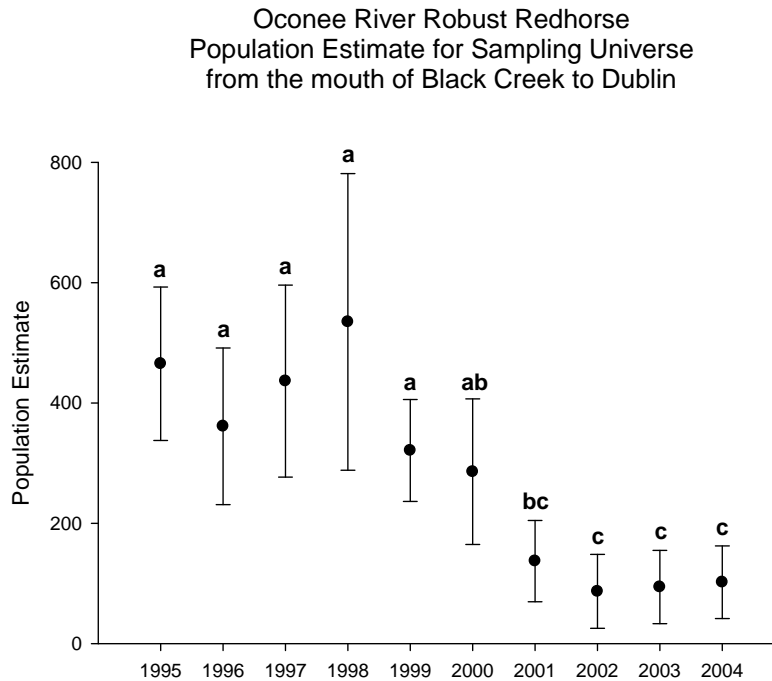 Oconee River Robust Redhorse
Population Estimate for Sampling Universe
from the mouth of Black Creek to Dublin
Population Estimate
800
600
400
200
0
a
a
a
a
a
ab
bc
c
c
c
1995 1996 1997 1998 1999 2000 2001 2002 2003 2004